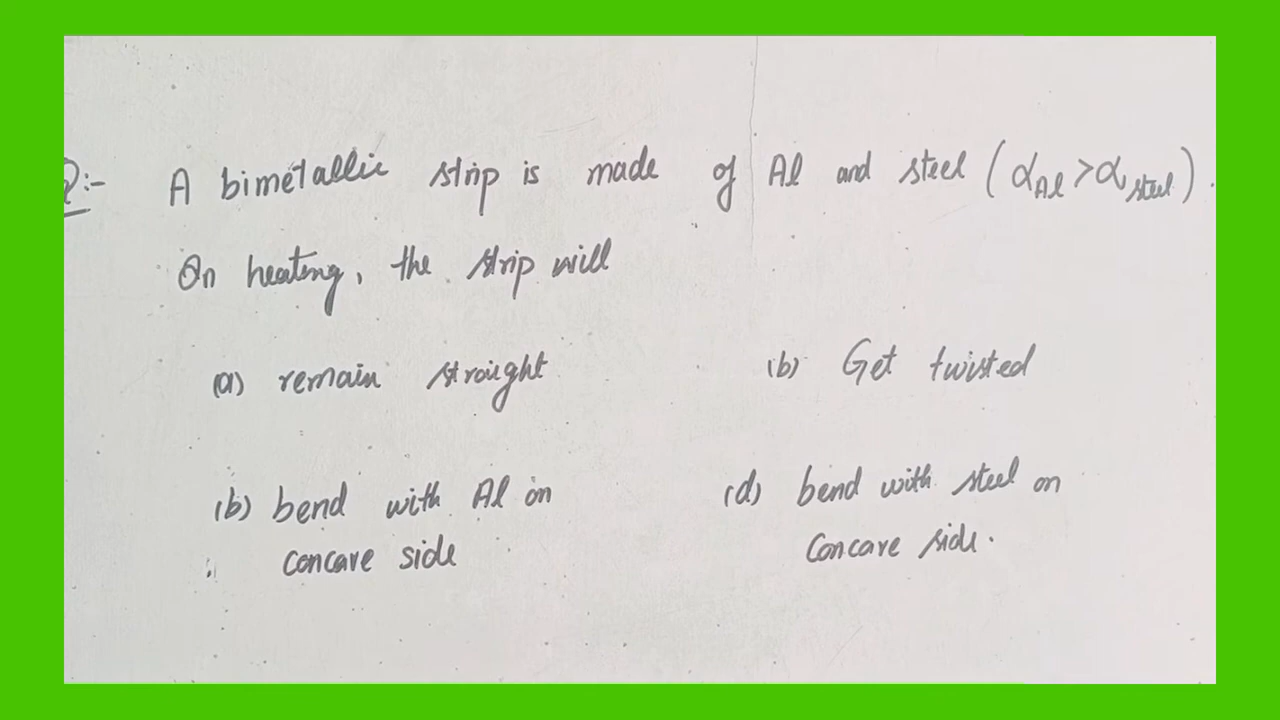 Q:- A bimetallic strip is made of Al and steel (αAl > αsteel).
On heating, the strip will
(a) remain straight (b) Get twisted
(b) bend with Al on (d) bend with steel on
concave side concave side.